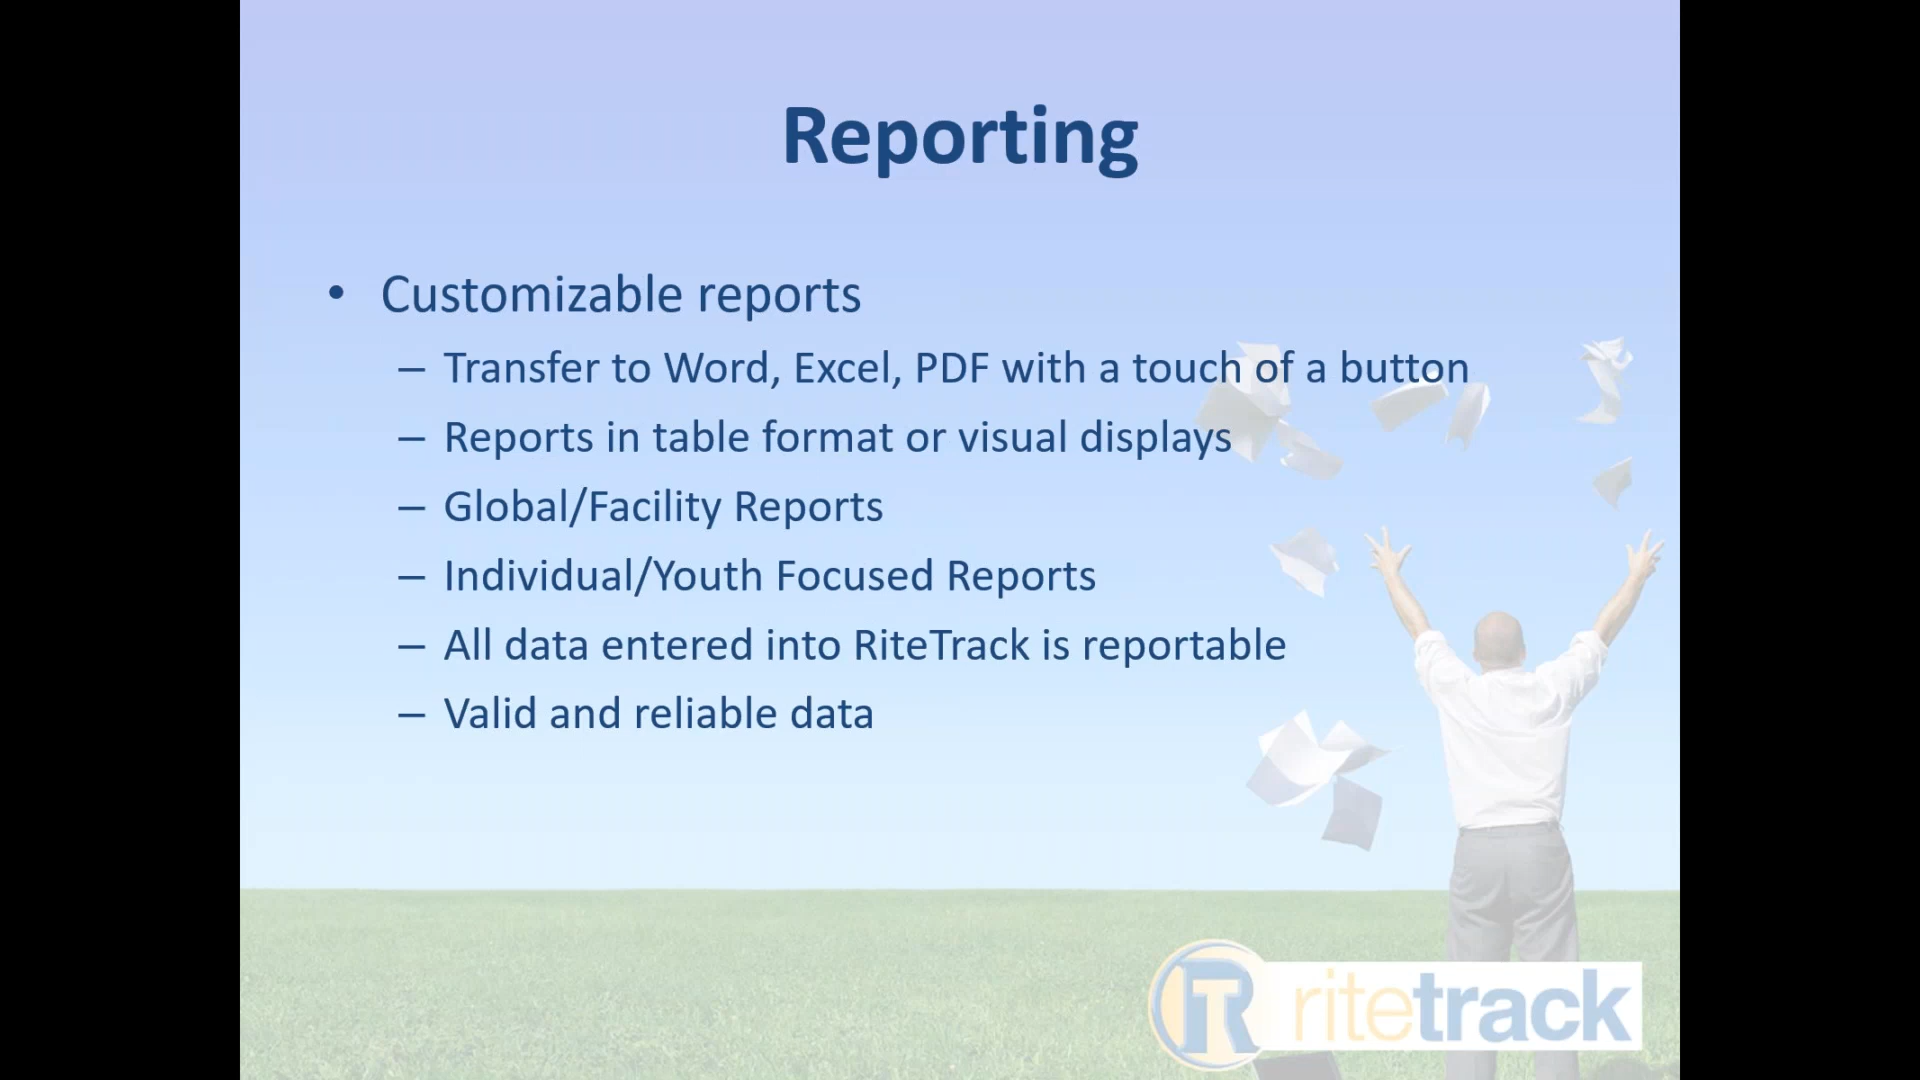 Reporting
• Customizable reports
– Transfer to Word, Excel, PDF with a touch of a button
– Reports in table format or visual displays
– Global/Facility Reports
– Individual/Youth Focused Reports
– All data entered into RiteTrack is reportable
– Valid and reliable data
RT ritetrack